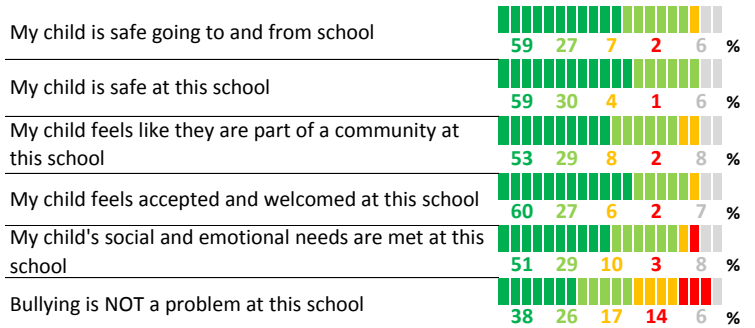 My child is safe going to and from school
59 27 7 2 6 %
My child is safe at this school
59 30 4 1 6 %
My child feels like they are part of a community at
this school
53 29 8 2 8 %
My child feels accepted and welcomed at this school
60 27 6 2 7 %
My child's social and emotional needs are met at this
school
51 29 10 3 8 %
Bullying is NOT a problem at this school
38 26 17 14 6 %